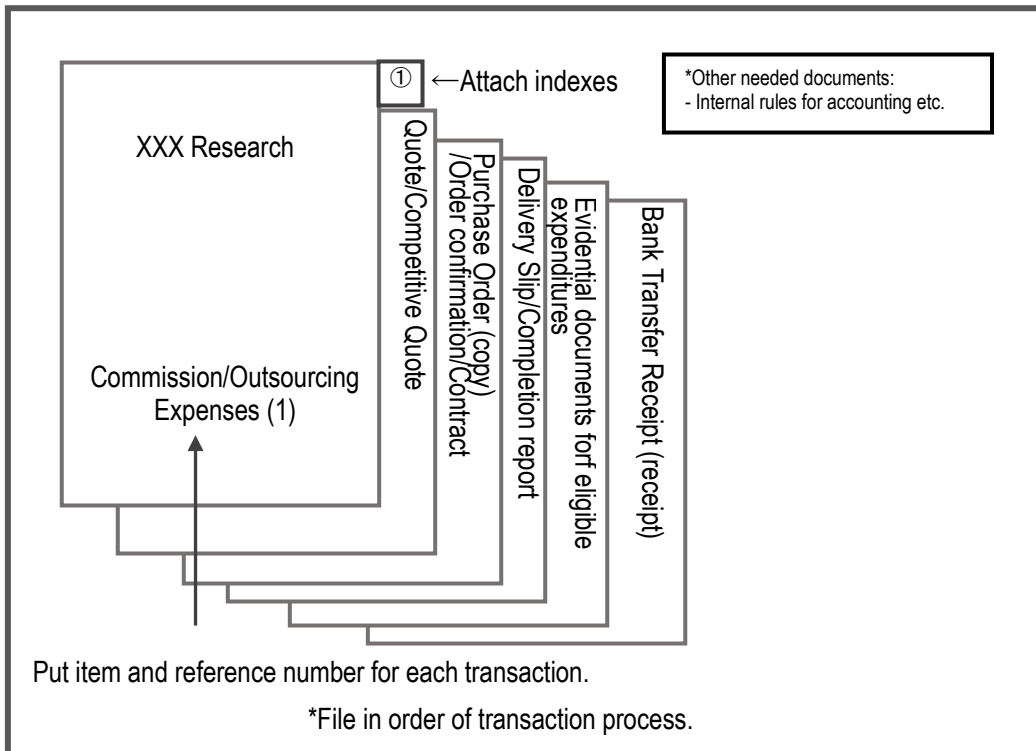 ①
←Attach indexes
*Other needed documents:
- Internal rules for accounting etc.
XXX Research
Commission/Outsourcing
Expenses (1)
Quote/Competitive Quote
Purchase Order (copy)
/Order confirmation/Contract
Delivery Slip/Completion report
Evidential documents forf eligible
expenditures
Bank Transfer Receipt (receipt)
Put item and reference number for each transaction.
*File in order of transaction process.